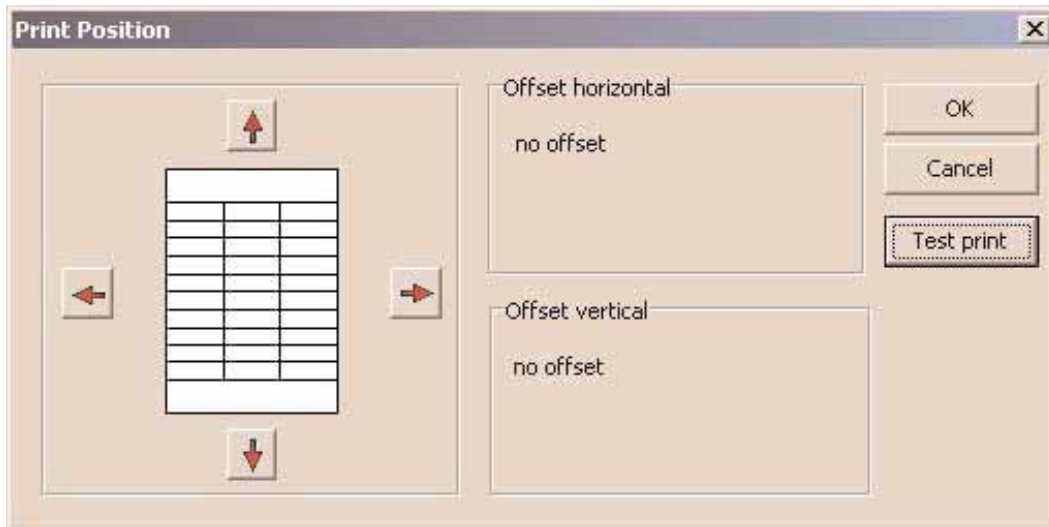 Print Position
Offset horizontal
no offset
OK
Cancel
Test print
Offset vertical
no offset